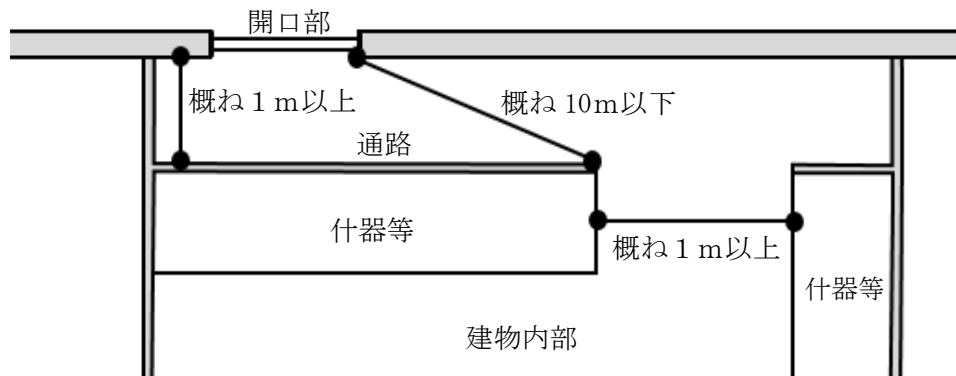 開口部
概ね１ｍ以上
概ね 10ｍ以下
通路
什器等
概ね１ｍ以上
什器等
建物内部